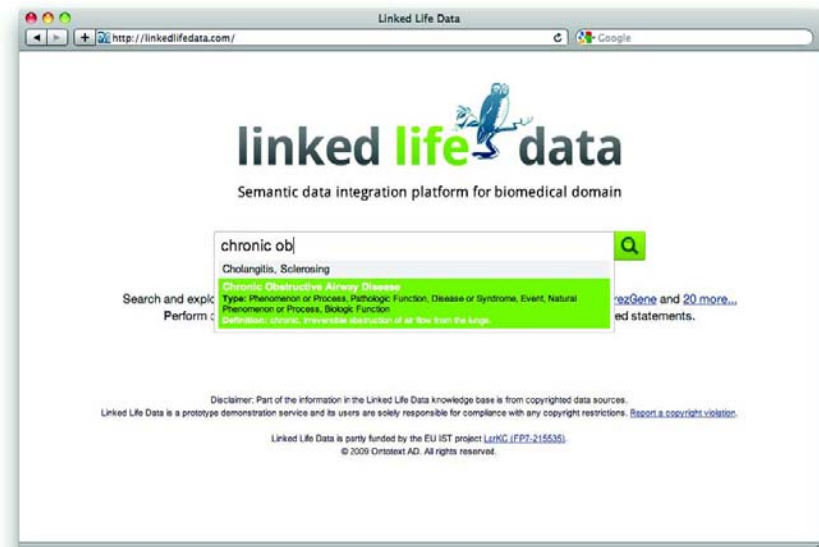 Linked Life Data
http://linkedlifedata.com/
Google
linked life data
Semantic data integration platform for biomedical domain
chronic ob
Cholangitis, Sclerosing
Chronic Obstructive Airway Disease
Type: Phenomenon or Process, Pathologic Function, Disease or Syndrome, Event, Natural
Phenomenon or Process, Biologic Function
Definition: chronic, irreversible obstruction of air flow from the lungs.
Search and explo rezGene and 20 more...
Perform ed statements.
Disclaimer: Part of the information in the Linked Life Data knowledge base is from copyrighted data sources.
Linked Life Data is a prototype demonstration service and its users are solely responsible for compliance with any copyright restrictions. Report a copyright violation.
Linked Life Data is partly funded by the EU IST project LarKC (FP7-215535).
© 2009 Ontotext AD. All rights reserved.